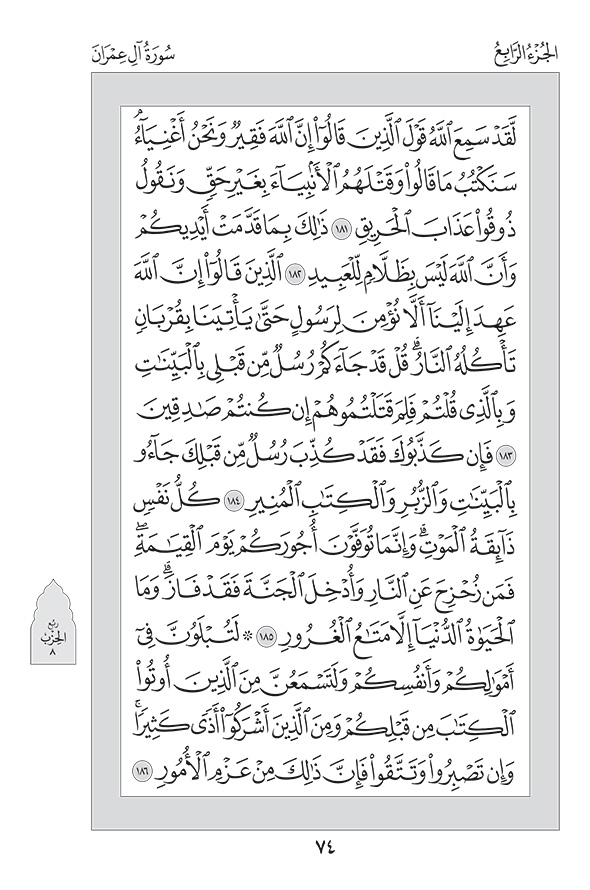 الجُزْءُ الرَّابِعُ
سُورَةُ آلِ عِمْرَانَ
لَّقَدْ سَمِعَ ٱللَّهُ قَوْلَ ٱلَّذِينَ قَالُوٓاْ إِنَّ ٱللَّهَ فَقِيرٌ وَنَحْنُ أَغْنِيَآءُۘ
سَنَكْتُبُ مَا قَالُواْ وَقَتْلَهُمُ ٱلْأَنۢبِيَآءَ بِغَيْرِ حَقٍّ وَنَقُولُ
ذُوقُواْ عَذَابَ ٱلْحَرِيقِ ١٨١ ذَٰلِكَ بِمَا قَدَّمَتْ أَيْدِيكُمْ
وَأَنَّ ٱللَّهَ لَيْسَ بِظَلَّامٍ لِّلْعَبِيدِ ١٨٢ ٱلَّذِينَ قَالُوٓاْ إِنَّ ٱللَّهَ
عَهِدَ إِلَيْنَآ أَلَّا نُؤْمِنَ لِرَسُولٍ حَتَّىٰ يَأْتِيَنَا بِقُرْبَانٍ
تَأْكُلُهُ ٱلنَّارُۗ قُلْ قَدْ جَآءَكُمْ رُسُلٌ مِّن قَبْلِى بِٱلْبَيِّنَٰتِ
وَبِٱلَّذِى قُلْتُمْ فَلِمَ قَتَلْتُمُوهُمْ إِن كُنتُمْ صَٰدِقِينَ
١٨٣ فَإِن كَذَّبُوكَ فَقَدْ كُذِّبَ رُسُلٌ مِّن قَبْلِكَ جَآءُو
بِٱلْبَيِّنَٰتِ وَٱلزُّبُرِ وَٱلْكِتَٰبِ ٱلْمُنِيرِ ١٨٤ كُلُّ نَفْسٍ
ذَآئِقَةُ ٱلْمَوْتِۗ وَإِنَّمَا تُوَفَّوْنَ أُجُورَكُمْ يَوْمَ ٱلْقِيَٰمَةِۖ
فَمَن زُحْزِحَ عَنِ ٱلنَّارِ وَأُدْخِلَ ٱلْجَنَّةَ فَقَدْ فَازَۗ وَمَا
ٱلْحَيَوٰةُ ٱلدُّنْيَآ إِلَّا مَتَٰعُ ٱلْغُرُورِ ١٨٥ * لَتُبْلَوُنَّ فِىٓ
أَمْوَٰلِكُمْ وَأَنفُسِكُمْ وَلَتَسْمَعُنَّ مِنَ ٱلَّذِينَ أُوتُواْ
ٱلْكِتَٰبَ مِن قَبْلِكُمْ وَمِنَ ٱلَّذِينَ أَشْرَكُوٓاْ أَذًى كَثِيرًاۚ
وَإِن تَصْبِرُواْ وَتَتَّقُواْ فَإِنَّ ذَٰلِكَ مِنْ عَزْمِ ٱلْأُمُورِ ١٨٦
رُبْع
الحِزْب
٨
٧٤